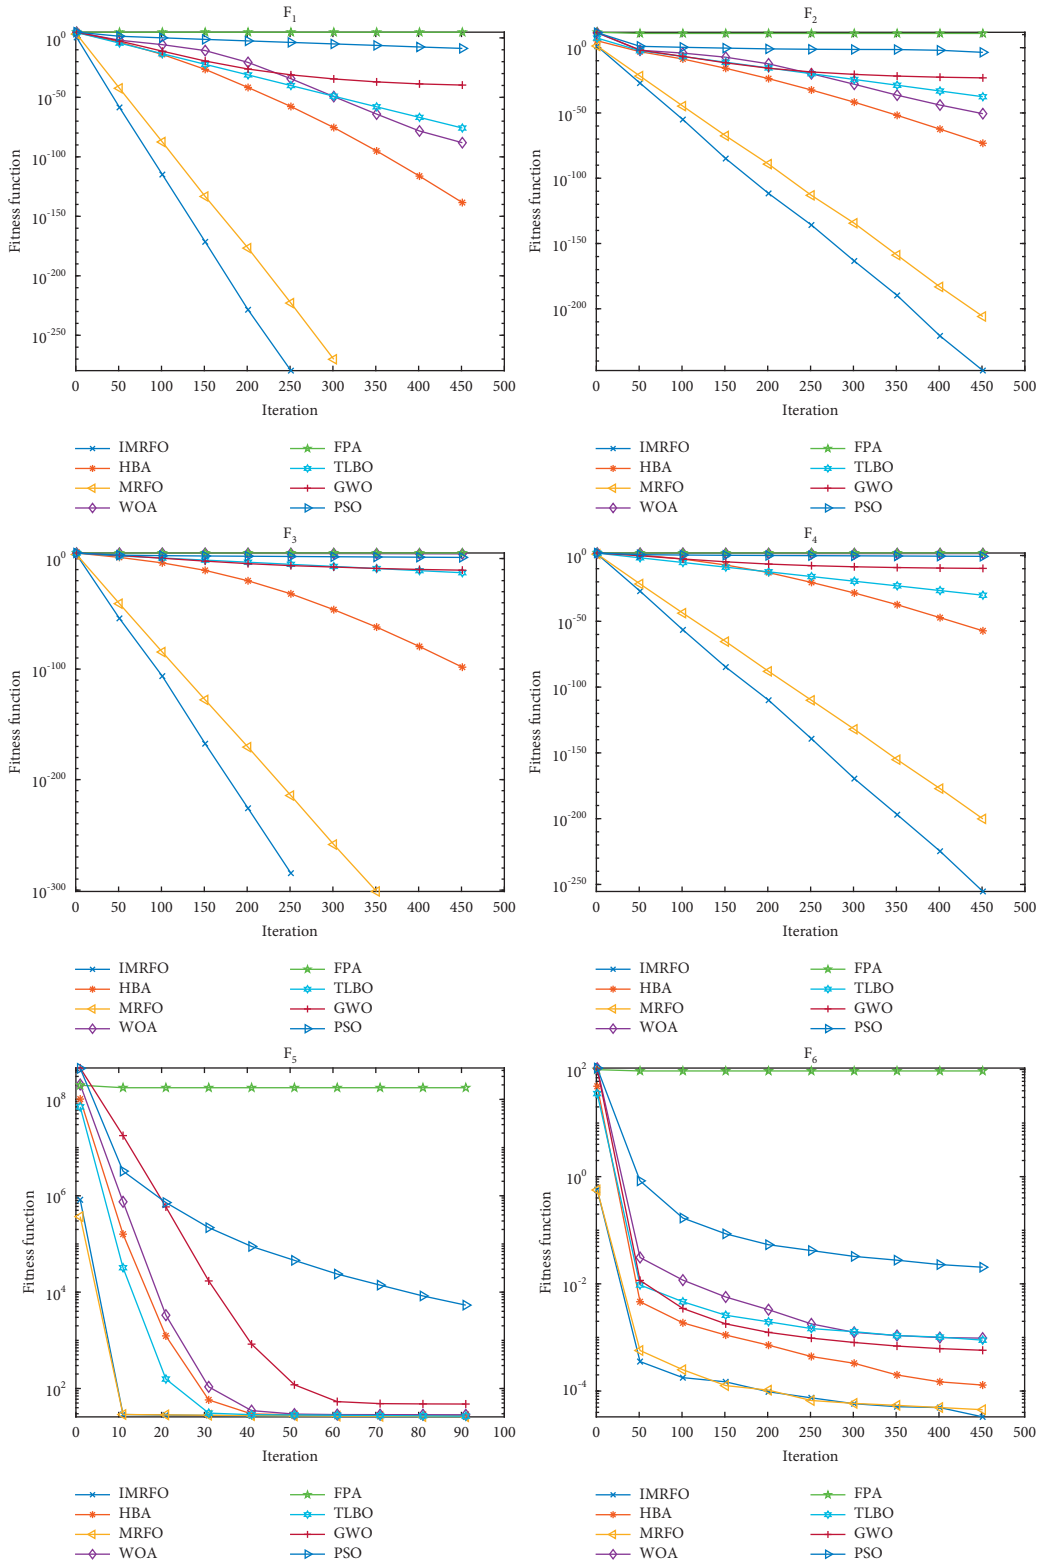 F1
Fitness function
10^0
10^-50
10^-100
10^-150
10^-200
10^-250
0 50 100 150 200 250 300 350 400 450 500
Iteration
IMRFO FPA
HBA TLBO
MRFO GWO
WOA PSO
F2
Fitness function
10^0
10^-50
10^-100
10^-150
10^-200
0 50 100 150 200 250 300 350 400 450 500
Iteration
IMRFO FPA
HBA TLBO
MRFO GWO
WOA PSO
F3
Fitness function
10^0
10^-100
10^-200
10^-300
0 50 100 150 200 250 300 350 400 450 500
Iteration
IMRFO FPA
HBA TLBO
MRFO GWO
WOA PSO
F4
Fitness function
10^0
10^-50
10^-100
10^-150
10^-200
10^-250
0 50 100 150 200 250 300 350 400 450 500
Iteration
IMRFO FPA
HBA TLBO
MRFO GWO
WOA PSO
F5
Fitness function
10^8
10^6
10^4
10^2
0 10 20 30 40 50 60 70 80 90 100
Iteration
IMRFO FPA
HBA TLBO
MRFO GWO
WOA PSO
F6
Fitness function
10^2
10^0
10^-2
10^-4
0 50 100 150 200 250 300 350 400 450 500
Iteration
IMRFO FPA
HBA TLBO
MRFO GWO
WOA PSO